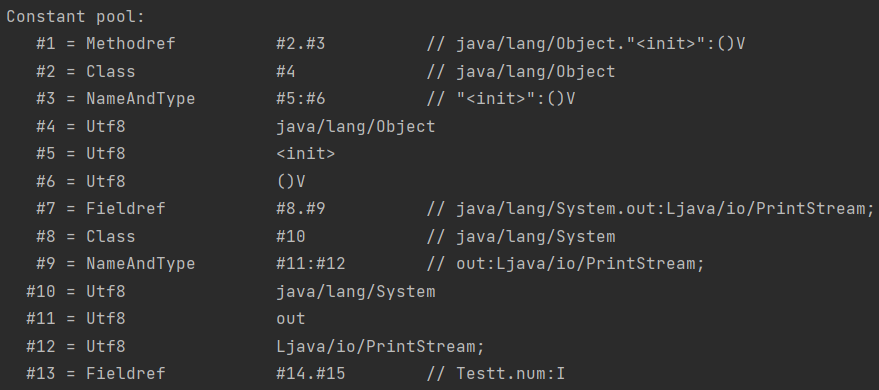 Constant pool:
#1 = Methodref #2.#3 // java/lang/Object."<init>":()V
#2 = Class #4 // java/lang/Object
#3 = NameAndType #5:#6 // "<init>":()V
#4 = Utf8 java/lang/Object
#5 = Utf8 <init>
#6 = Utf8 ()V
#7 = Fieldref #8.#9 // java/lang/System.out:Ljava/io/PrintStream;
#8 = Class #10 // java/lang/System
#9 = NameAndType #11:#12 // out:Ljava/io/PrintStream;
#10 = Utf8 java/lang/System
#11 = Utf8 out
#12 = Utf8 Ljava/io/PrintStream;
#13 = Fieldref #14.#15 // Testt.num:I